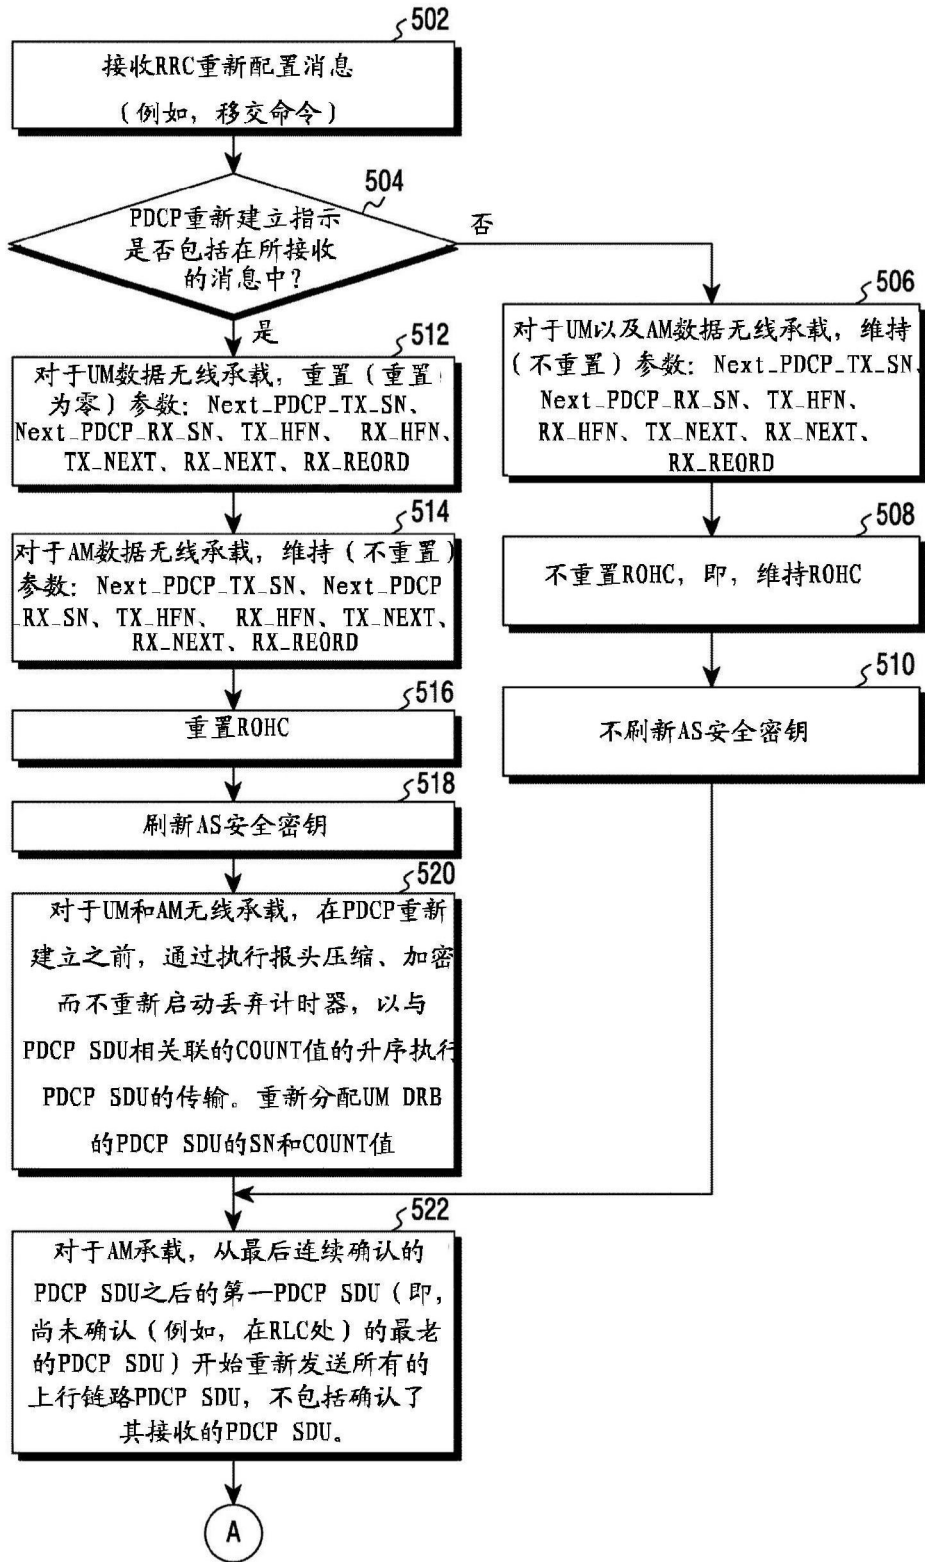 502
接收RRC重新配置消息
（例如，移交命令）
504
PDCP重新建立指示
是否包括在所接收
的消息中？
否
是
506
对于UM以及AM数据无线承载，维持
（不重置）参数：Next_PDCP_TX_SN、
Next_PDCP_RX_SN、TX_HFN、
RX_HFN、TX_NEXT、RX_NEXT、
RX_REORD
508
不重置ROHC，即，维持ROHC
510
不刷新AS安全密钥
512
对于UM数据无线承载，重置（重置
为零）参数：Next_PDCP_TX_SN、
Next_PDCP_RX_SN、TX_HFN、 RX_HFN、
TX_NEXT、RX_NEXT、RX_REORD
514
对于AM数据无线承载，维持（不重置）
参数：Next_PDCP_TX_SN、Next_PDCP
_RX_SN、TX_HFN、 RX_HFN、TX_NEXT、
RX_NEXT、RX_REORD
516
重置ROHC
518
刷新AS安全密钥
520
对于UM和AM无线承载，在PDCP重新
建立之前，通过执行报头压缩、加密
而不重新启动丢弃计时器，以与
PDCP SDU相关联的COUNT值的升序执行
PDCP SDU的传输。重新分配UM DRB
的PDCP SDU的SN和COUNT值
522
对于AM承载，从最后连续确认的
PDCP SDU之后的第一PDCP SDU（即，
尚未确认（例如，在RLC处）的最老
的PDCP SDU）开始重新发送所有的
上行链路PDCP SDU，不包括确认了
其接收的PDCP SDU。
A